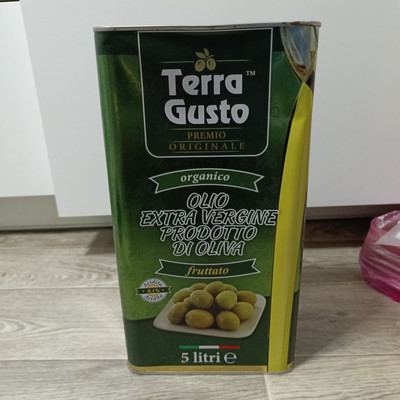 Terra™
Gusto
PREMIO
ORIGINALE
organico
OLIO
EXTRA VERGINE
PRODOTTO
DI OLIVA
fruttato
5 litri e